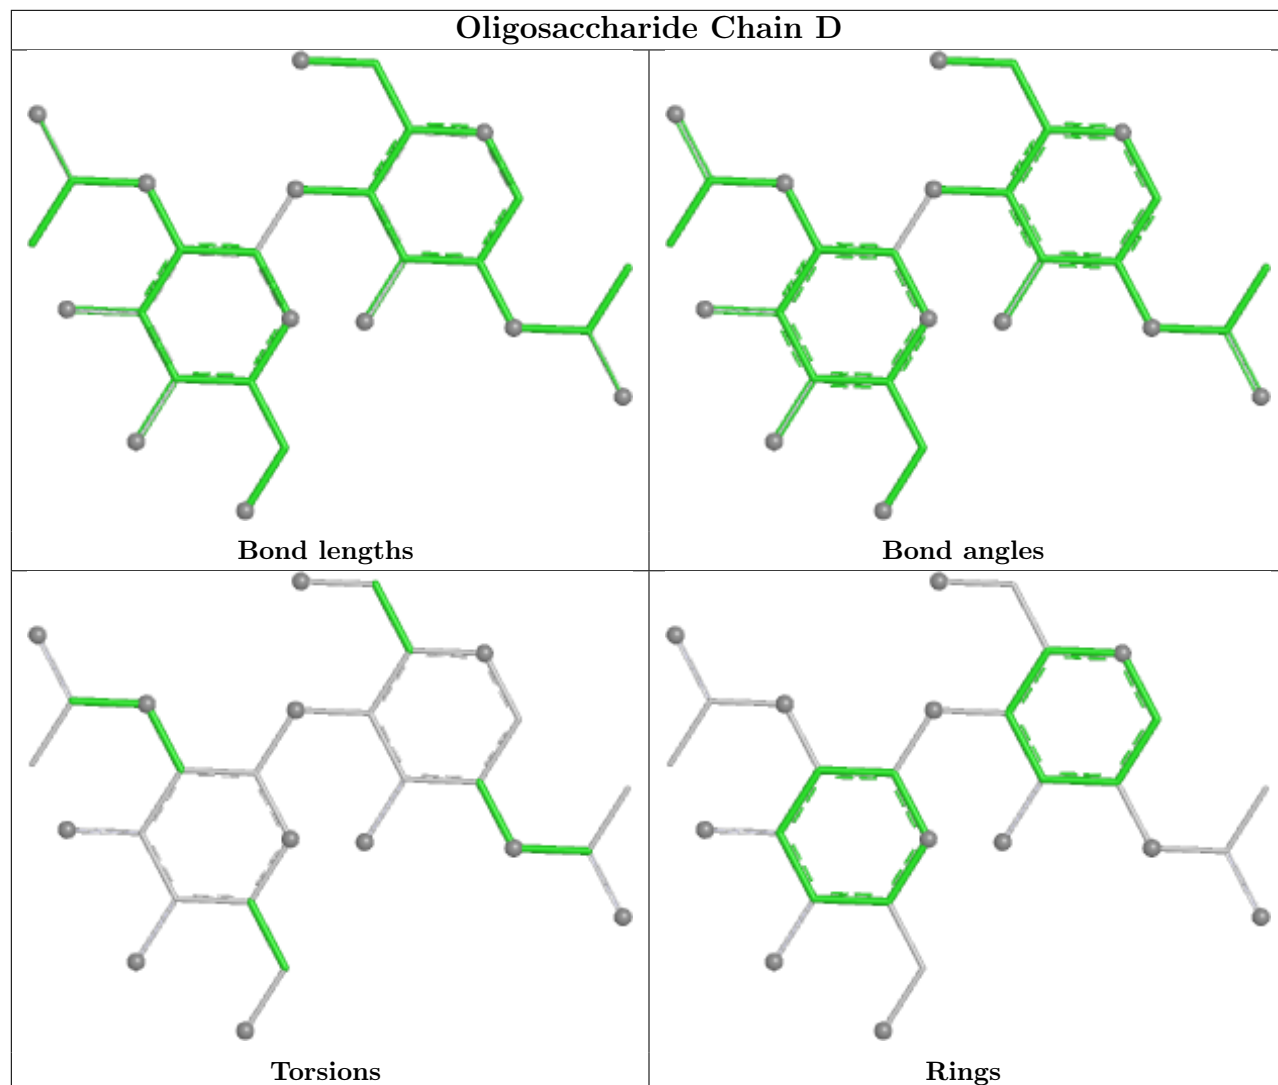 Oligosaccharide Chain D
Bond lengths
Bond angles
Torsions
Rings